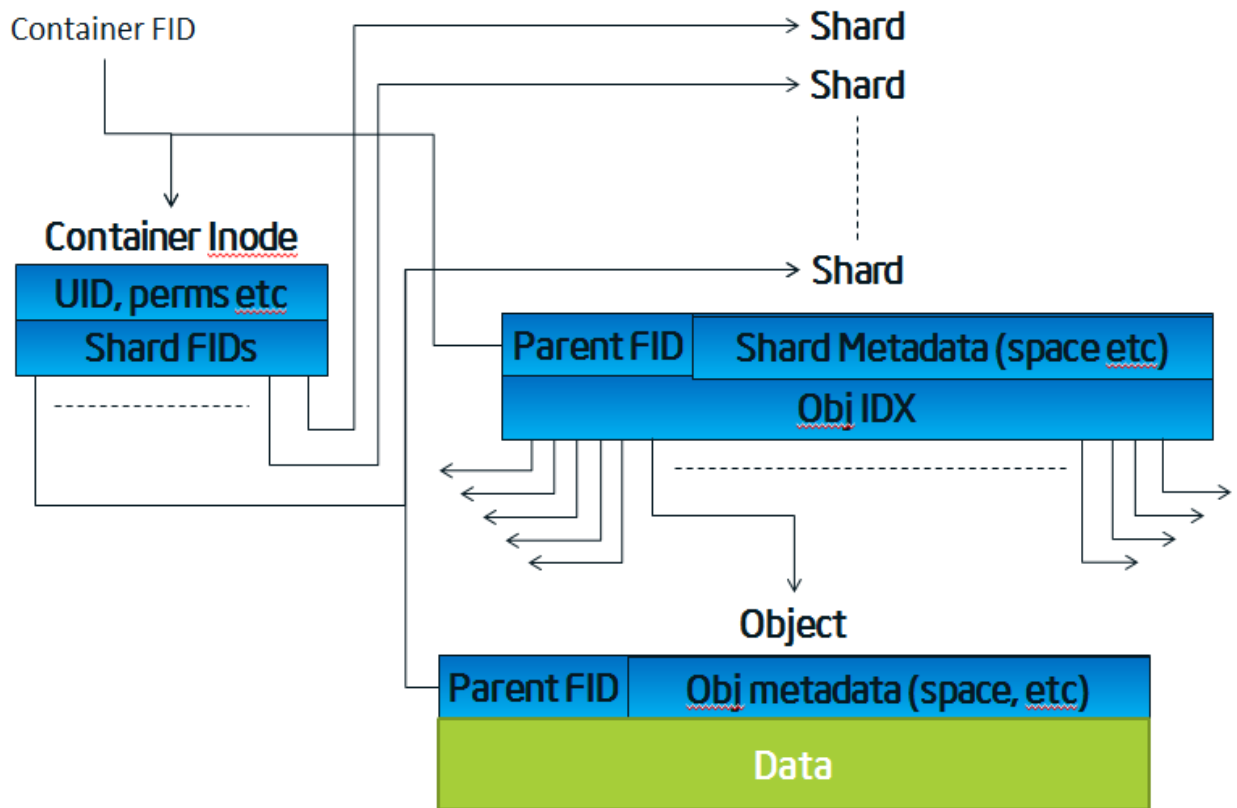 Container FID
Shard
Shard
Container Inode
Shard
UID, perms etc
Shard FIDs
Parent FID
Shard Metadata (space etc)
Obj IDX
Object
Parent FID
Obj metadata (space, etc)
Data